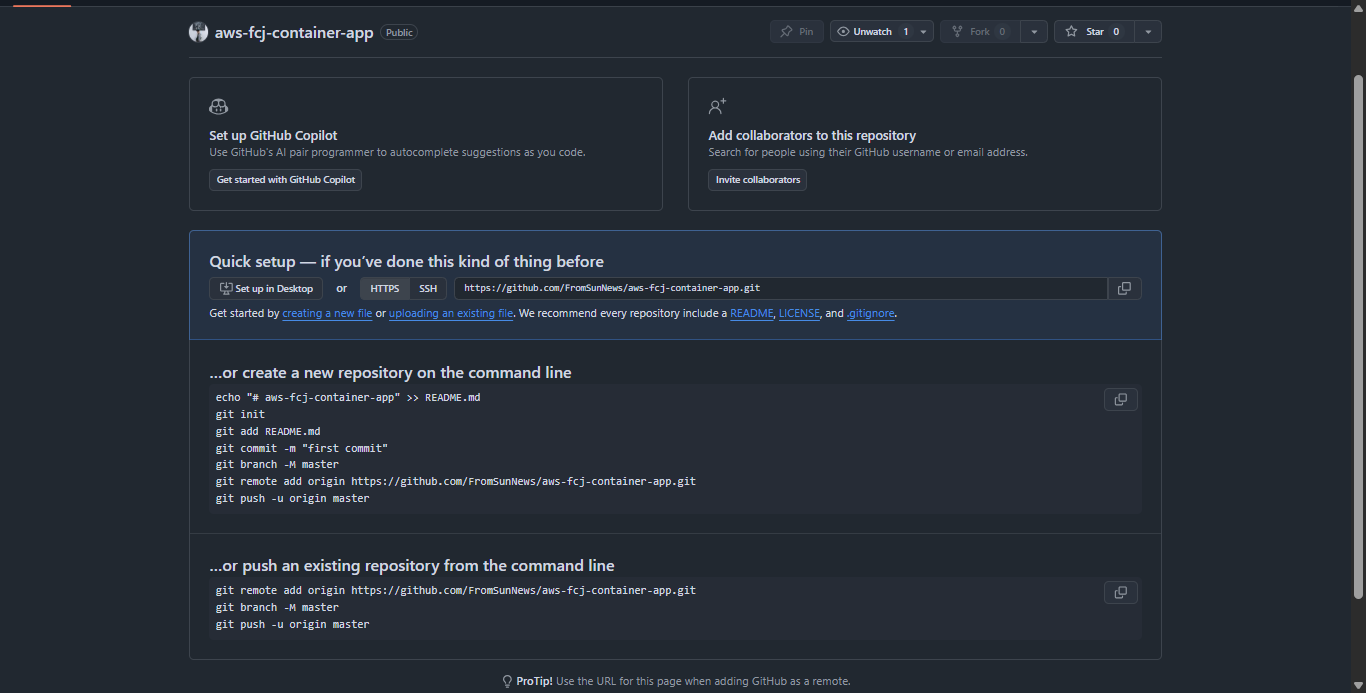 aws-fcj-container-app Public
Pin Unwatch 1 Fork 0 Star 0
Set up GitHub Copilot
Use GitHub's AI pair programmer to autocomplete suggestions as you code.
Get started with GitHub Copilot
Add collaborators to this repository
Search for people using their GitHub username or email address.
Invite collaborators
Quick setup — if you've done this kind of thing before
Set up in Desktop or HTTPS SSH https://github.com/FromSunNews/aws-fcj-container-app.git
Get started by creating a new file or uploading an existing file. We recommend every repository include a README, LICENSE, and .gitignore.
...or create a new repository on the command line
echo "# aws-fcj-container-app" >> README.md
git init
git add README.md
git commit -m "first commit"
git branch -M master
git remote add origin https://github.com/FromSunNews/aws-fcj-container-app.git
git push -u origin master
...or push an existing repository from the command line
git remote add origin https://github.com/FromSunNews/aws-fcj-container-app.git
git branch -M master
git push -u origin master
ProTip! Use the URL for this page when adding GitHub as a remote.